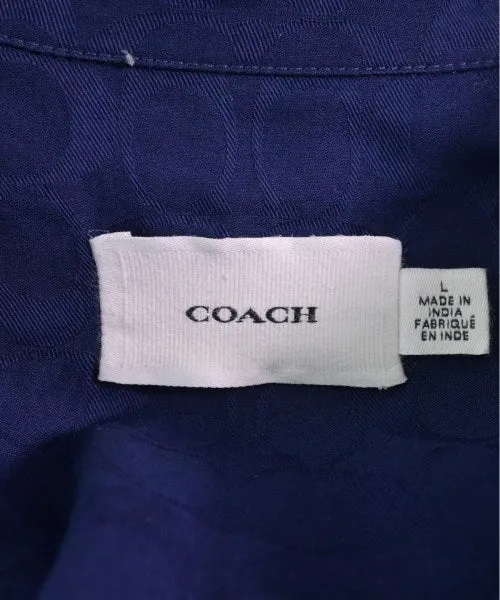 COACH
L
MADE IN
INDIA
FABRIQUÉ
EN INDE